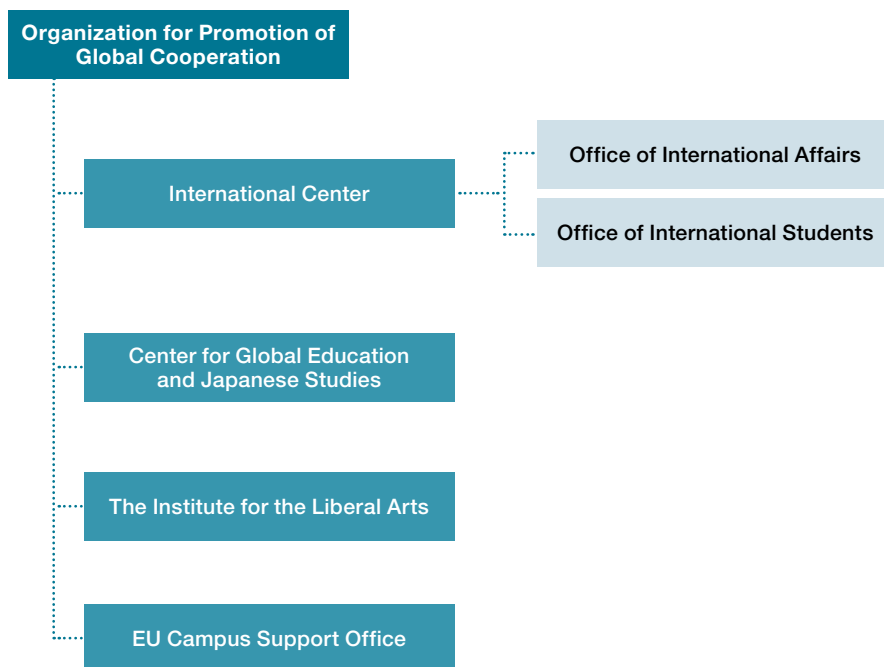 Organization for Promotion of
Global Cooperation
International Center
Office of International Affairs
Office of International Students
Center for Global Education
and Japanese Studies
The Institute for the Liberal Arts
EU Campus Support Office